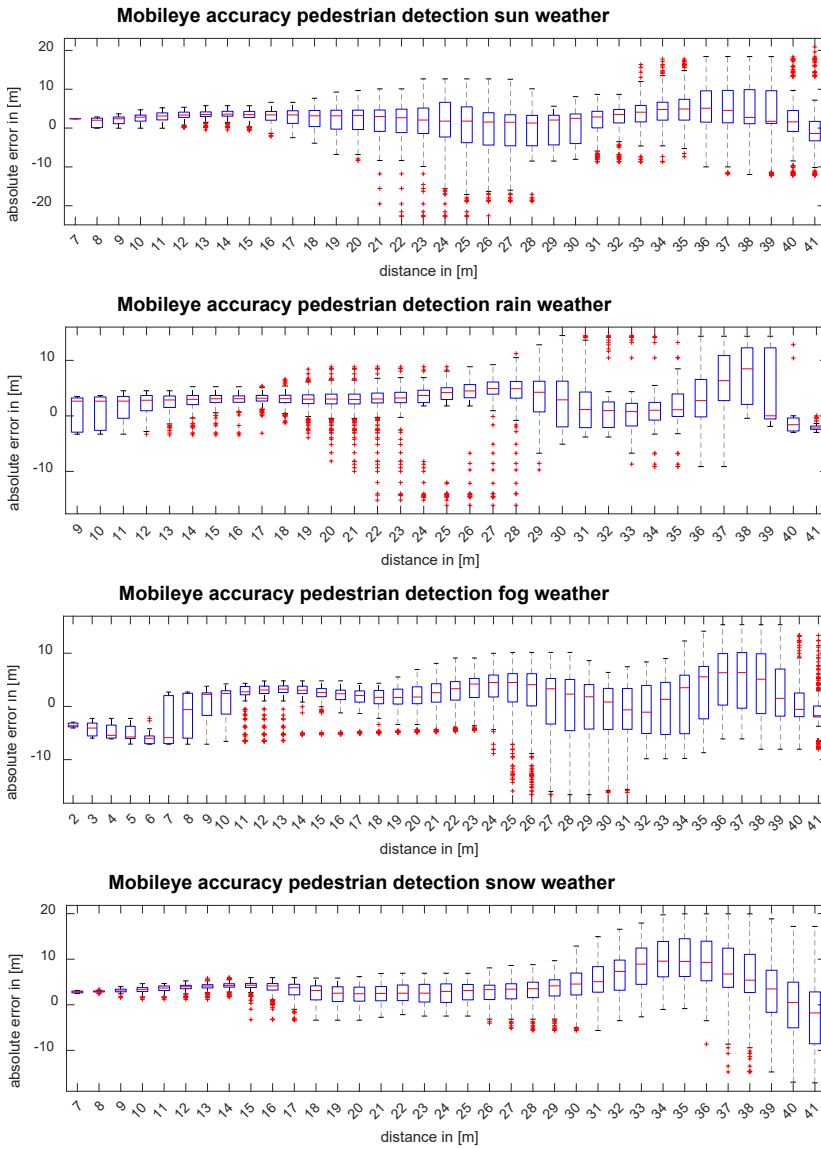 Mobileye accuracy pedestrian detection sun weather
absolute error in [m]
20
10
0
-10
-20
7 8 9 10 11 12 13 14 15 16 17 18 19 20 21 22 23 24 25 26 27 28 29 30 31 32 33 34 35 36 37 38 39 40 41
distance in [m]
Mobileye accuracy pedestrian detection rain weather
absolute error in [m]
10
0
-10
9 10 11 12 13 14 15 16 17 18 19 20 21 22 23 24 25 26 27 28 29 30 31 32 33 34 35 36 37 38 39 40 41
distance in [m]
Mobileye accuracy pedestrian detection fog weather
absolute error in [m]
10
0
-10
2 3 4 5 6 7 8 9 10 11 12 13 14 15 16 17 18 19 20 21 22 23 24 25 26 27 28 29 30 31 32 33 34 35 36 37 38 39 40 41
distance in [m]
Mobileye accuracy pedestrian detection snow weather
absolute error in [m]
20
10
0
-10
7 8 9 10 11 12 13 14 15 16 17 18 19 20 21 22 23 24 25 26 27 28 29 30 31 32 33 34 35 36 37 38 39 40 41
distance in [m]